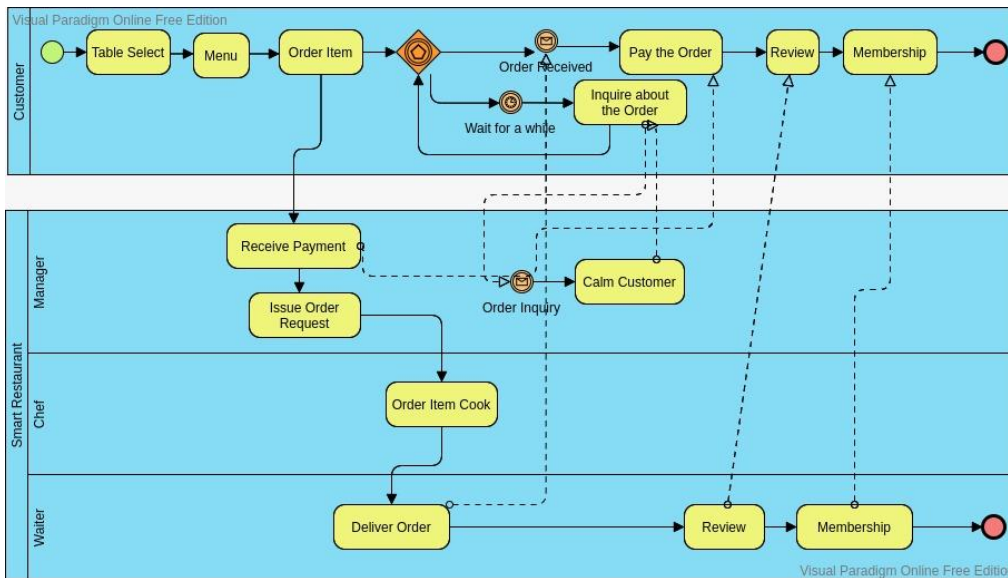 Visual Paradigm Online Free Edition
Customer
Table Select
Menu
Order Item
Order Received
Pay the Order
Review
Membership
Wait for a while
Inquire about
the Order
Smart Restaurant
Manager
Receive Payment
Issue Order
Request
Order Inquiry
Calm Customer
Chef
Order Item Cook
Waiter
Deliver Order
Review
Membership
Visual Paradigm Online Free Edition